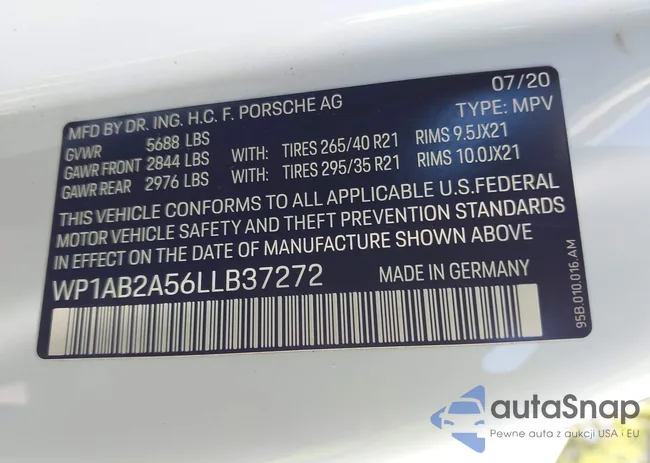 MFD BY DR. ING. H.C. F. PORSCHE AG 07/20
GVWR 5688 LBS TYPE: MPV
GAWR FRONT 2844 LBS WITH: TIRES 265/40 R21 RIMS 9.5JX21
GAWR REAR 2976 LBS WITH: TIRES 295/35 R21 RIMS 10.0JX21
THIS VEHICLE CONFORMS TO ALL APPLICABLE U.S.FEDERAL
MOTOR VEHICLE SAFETY AND THEFT PREVENTION STANDARDS
IN EFFECT ON THE DATE OF MANUFACTURE SHOWN ABOVE
WP1AB2A56LLB37272 MADE IN GERMANY
95B.010.016.AM
autaSnap
Pewne auta z aukcji USA i EU